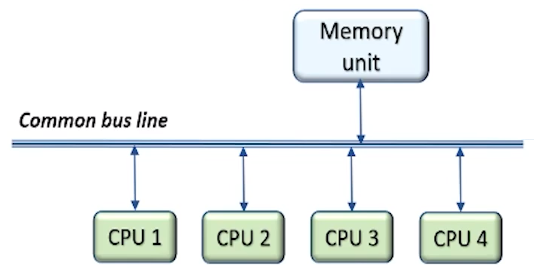 Memory
unit
Common bus line
CPU 1
CPU 2
CPU 3
CPU 4